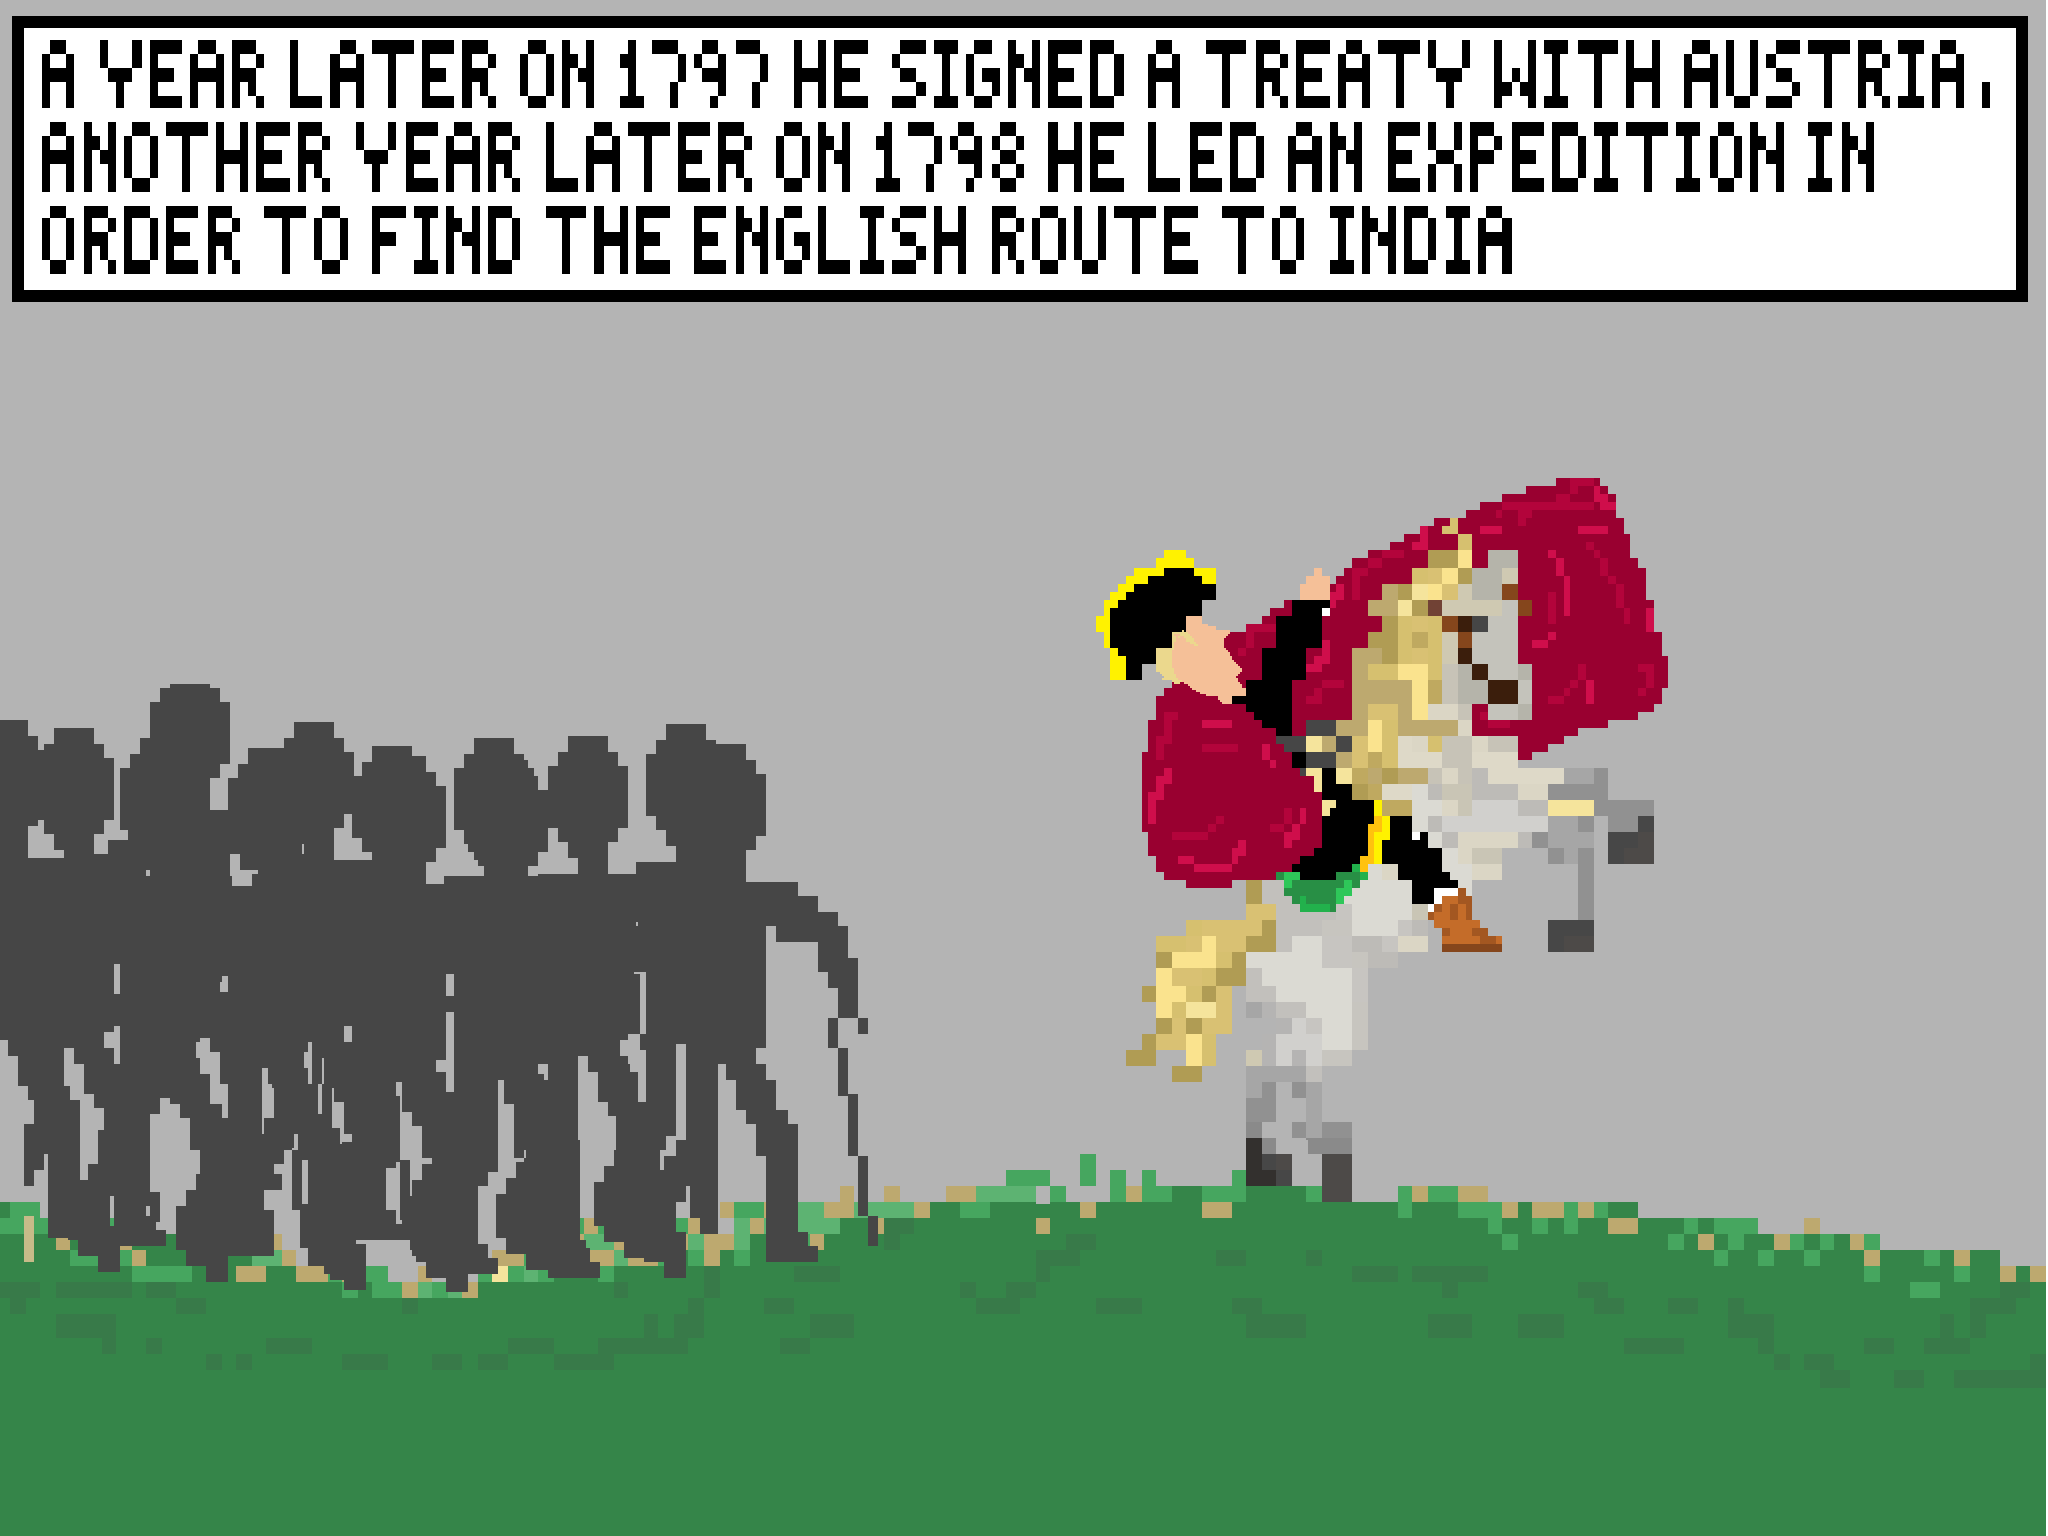 A YEAR LATER ON 1797 HE SIGNED A TREATY WITH AUSTRIA,
ANOTHER YEAR LATER ON 1798 HE LED AN EXPEDITION IN
ORDER TO FIND THE ENGLISH ROUTE TO INDIA